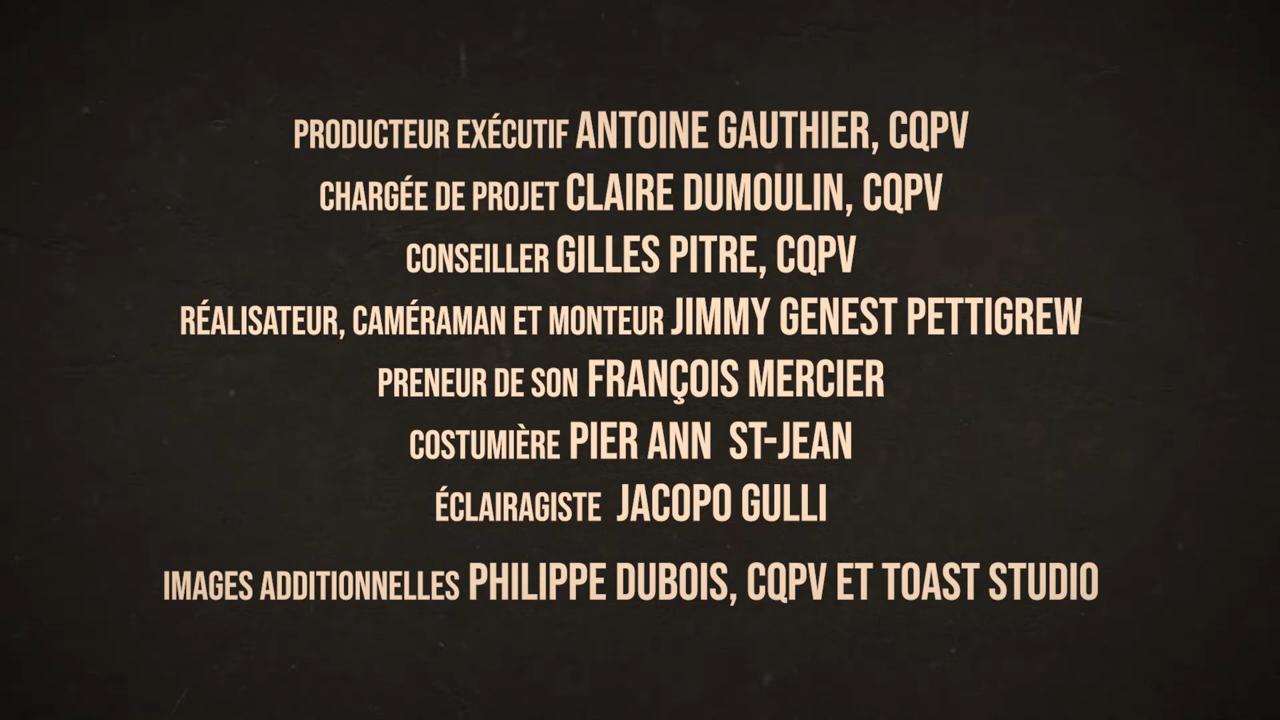 PRODUCTEUR EXÉCUTIF ANTOINE GAUTHIER, CQPV
CHARGÉE DE PROJET CLAIRE DUMOULIN, CQPV
CONSEILLER GILLES PITRE, CQPV
RÉALISATEUR, CAMÉRAMAN ET MONTEUR JIMMY GENEST PETTIGREW
PRENEUR DE SON FRANÇOIS MERCIER
COSTUMIÈRE PIER ANN ST-JEAN
ÉCLAIRAGISTE JACOPO GULLI
IMAGES ADDITIONNELLES PHILIPPE DUBOIS, CQPV ET TOAST STUDIO